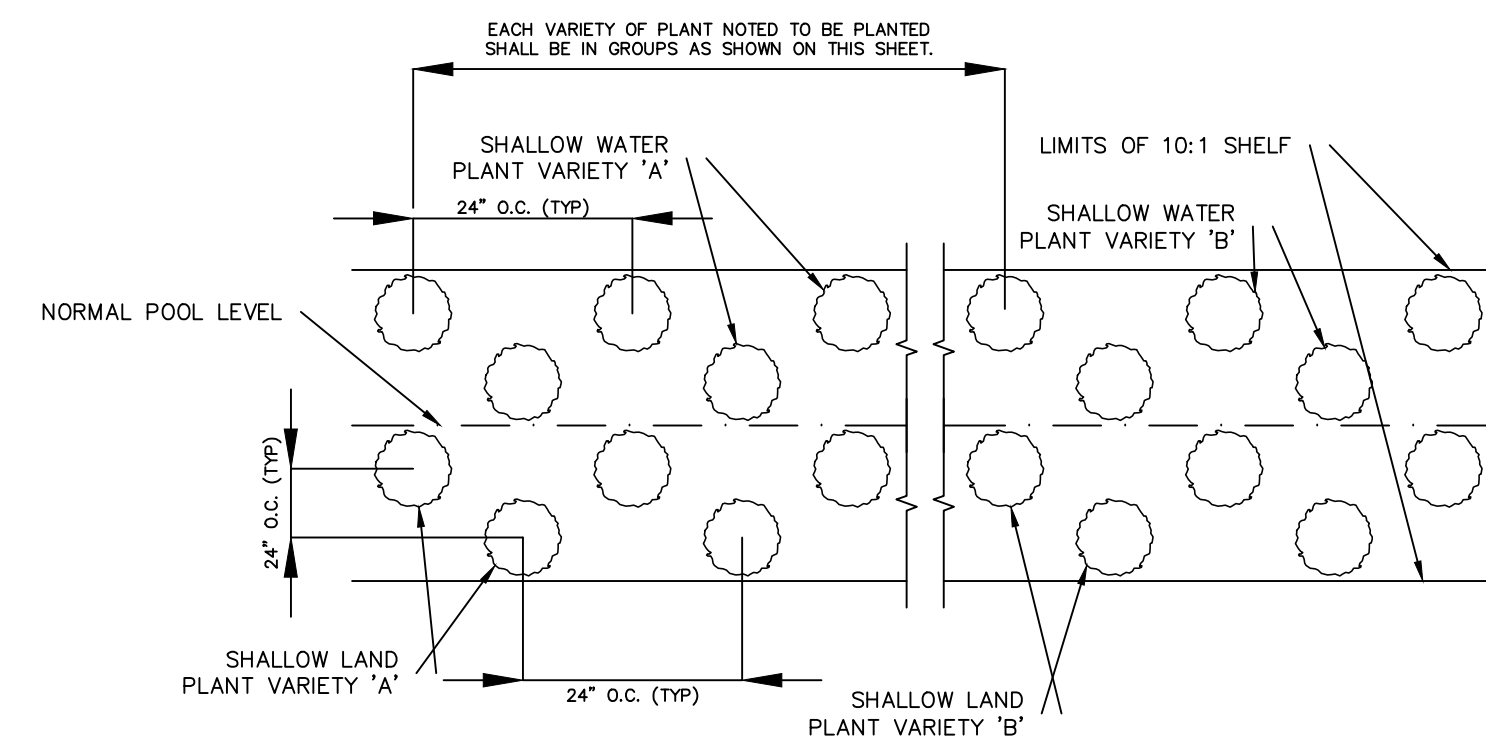 EACH VARIETY OF PLANT NOTED TO BE PLANTED
SHALL BE IN GROUPS AS SHOWN ON THIS SHEET.
SHALLOW WATER
PLANT VARIETY 'A'
LIMITS OF 10:1 SHELF
24" O.C. (TYP)
SHALLOW WATER
PLANT VARIETY 'B'
NORMAL POOL LEVEL
24" O.C. (TYP)
SHALLOW LAND
PLANT VARIETY 'A'
24" O.C. (TYP)
SHALLOW LAND
PLANT VARIETY 'B'